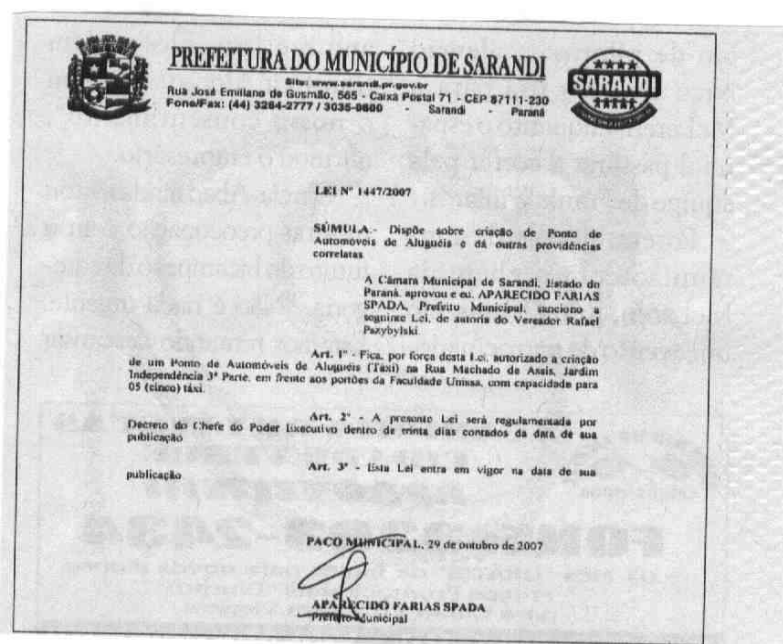 PREFEITURA DO MUNICÍPIO DE SARANDI
Site: www.sarandi.pr.gov.br
Rua José Emiliano de Gusmão, 565 - Caixa Postal 71 - CEP 87111-230
Fone/Fax: (44) 3264-2777 / 3035-8600 - Sarandi - Paraná
SARANDI
LEI Nº 1447/2007
SÚMULA.- Dispõe sobre criação de Ponto de
Automóveis de Aluguéis e dá outras providências
correlatas
A Câmara Municipal de Sarandi, Estado do
Paraná, aprovou e eu, APARECIDO FARIAS
SPADA, Prefeito Municipal, sanciono a
seguinte Lei, de autoria do Vereador Rafael
Pszybylski.
Art. 1º - Fica, por força desta Lei, autorizado a criação
de um Ponto de Automóveis de Aluguéis (Táxi) na Rua Machado de Assis, Jardim
Independência 3ª Parte, em frente aos portões da Faculdade Unissa, com capacidade para
05 (cinco) táxi.
Art. 2º - A presente Lei será regulamentada por
Decreto do Chefe do Poder Executivo dentro de trinta dias contados da data de sua
publicação
Art. 3º - Esta Lei entra em vigor na data de sua
publicação
PACO MUNICIPAL, 29 de outubro de 2007
APARECIDO FARIAS SPADA
Prefeito Municipal